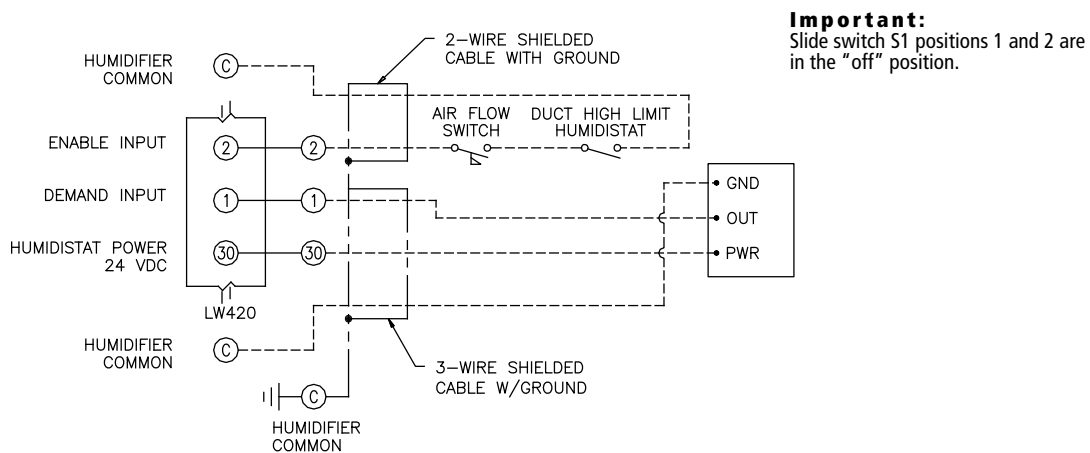 Important:
Slide switch S1 positions 1 and 2 are
in the "off" position.
2-WIRE SHIELDED
CABLE WITH GROUND
HUMIDIFIER
COMMON
C
AIR FLOW
SWITCH
DUCT HIGH LIMIT
HUMIDISTAT
ENABLE INPUT
2
2
GND
DEMAND INPUT
1
1
OUT
HUMIDISTAT POWER
24 VDC
30
30
PWR
LW420
HUMIDIFIER
COMMON
C
3-WIRE SHIELDED
CABLE W/GROUND
C
HUMIDIFIER
COMMON